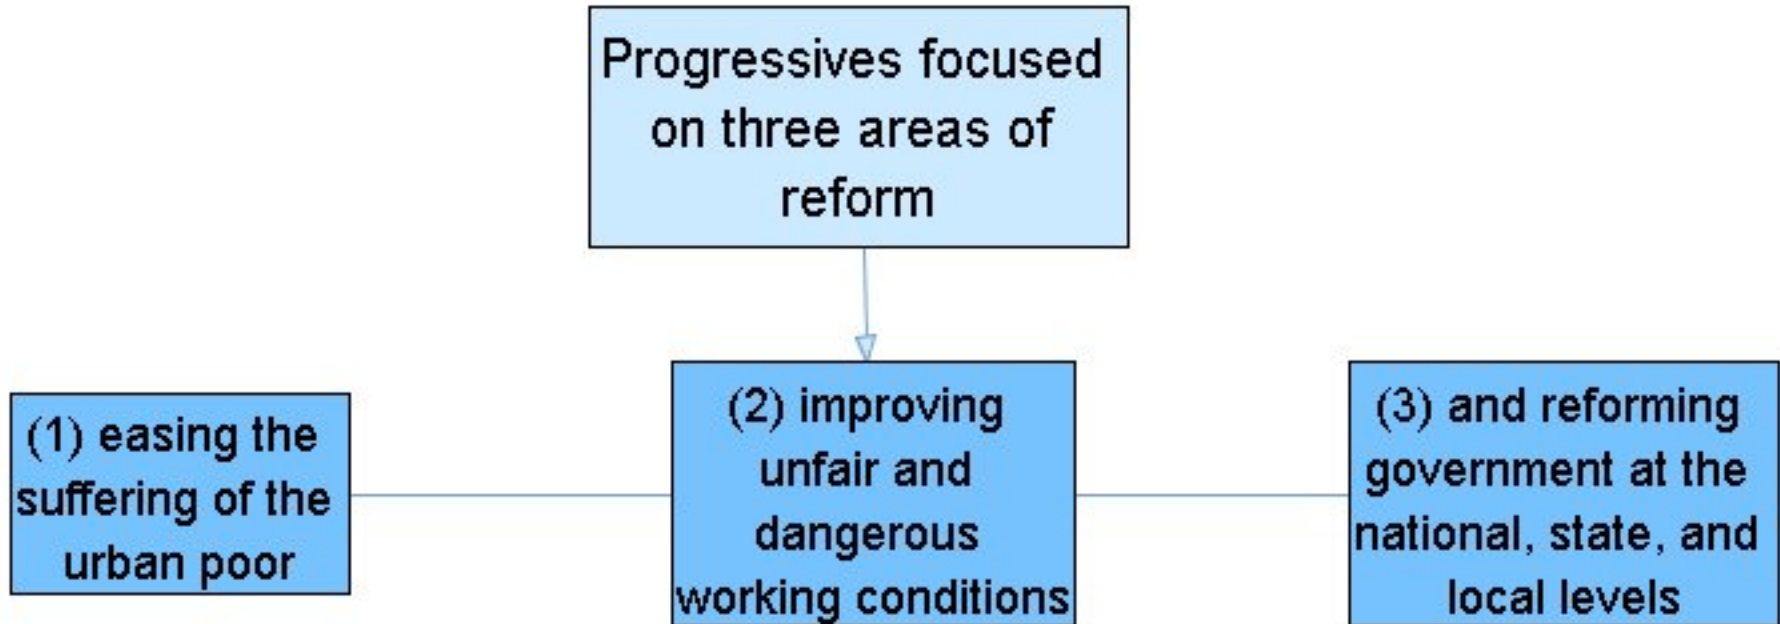 Progressives focused
on three areas of
reform
(1) easing the
suffering of the
urban poor
(2) improving
unfair and
dangerous
working conditions
(3) and reforming
government at the
national, state, and
local levels